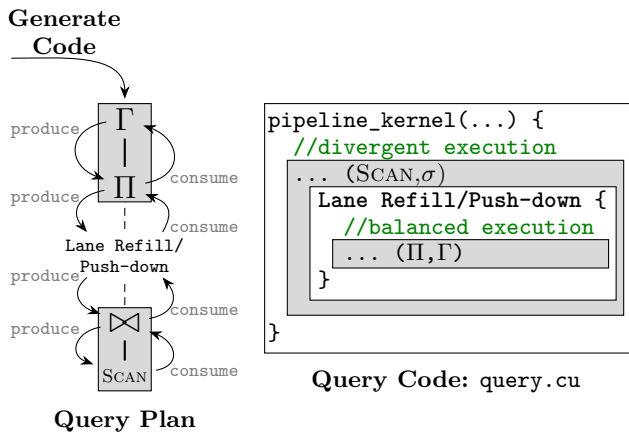 Generate
Code
Γ
produce
Π
produce
consume
consume
Lane Refill/
Push-down
produce
⋈
consume
produce
SCAN
consume
Query Plan
pipeline_kernel(...) {
//divergent execution
... (SCAN,σ)
Lane Refill/Push-down {
//balanced execution
... (Π,Γ)
}
}
Query Code: query.cu